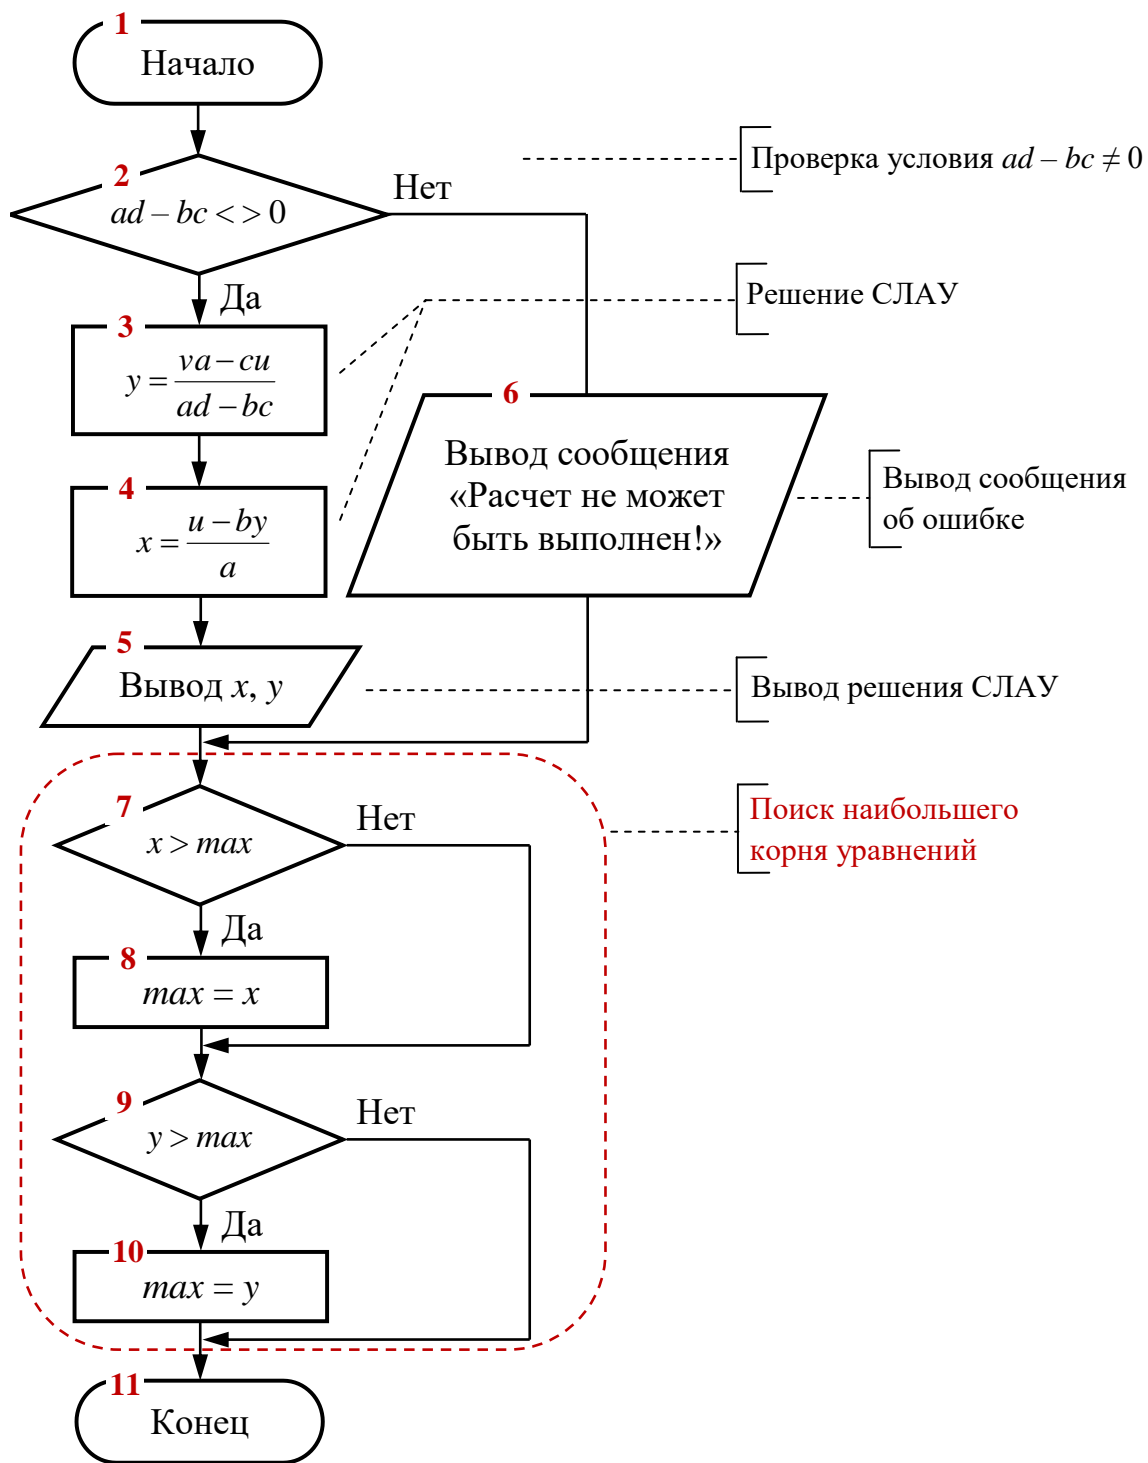 1
Начало
Проверка условия ad – bc ≠ 0
2
Нет
ad – bc < > 0
Да
Решение СЛАУ
3
y = (va – cu) / (ad – bc)
6
Вывод сообщения
«Расчет не может
быть выполнен!»
Вывод сообщения
об ошибке
4
x = (u – by) / a
5
Вывод x, y
Вывод решения СЛАУ
7
Нет
x > max
Поиск наибольшего
корня уравнений
Да
8
max = x
9
Нет
y > max
Да
10
max = y
11
Конец